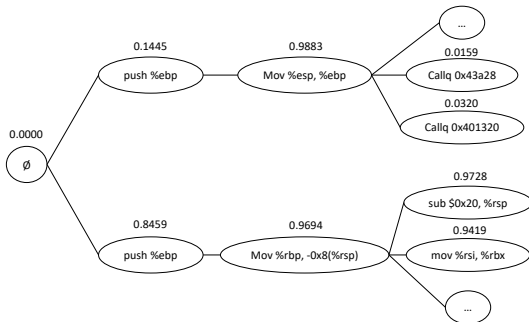 ...
0.1445
0.9883
0.0159
push %ebp
Mov %esp, %ebp
Callq 0x43a28
0.0320
Callq 0x401320
0.0000
ø
0.9728
sub $0x20, %rsp
0.8459
0.9694
0.9419
push %ebp
Mov %rbp, -0x8(%rsp)
mov %rsi, %rbx
...